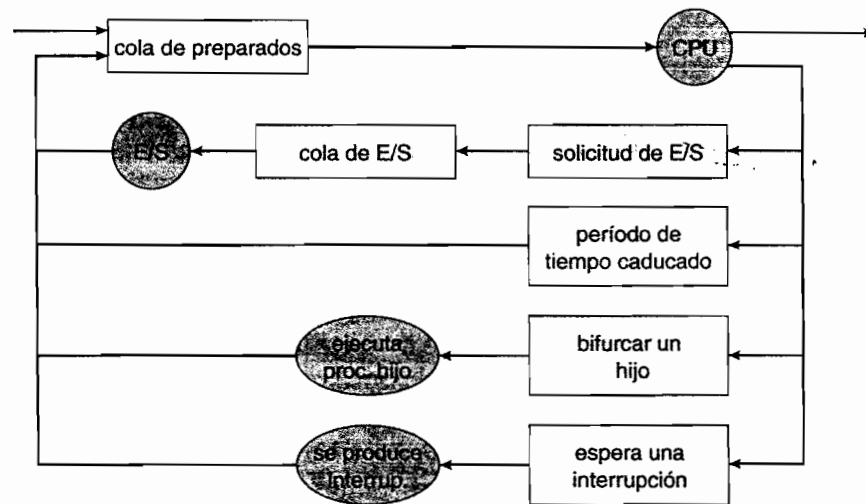 cola de preparados
CPU
E/S
cola de E/S
solicitud de E/S
período de
tiempo caducado
ejecuta
proc. hijo
bifurcar un
hijo
se produce
interrup.
espera una
interrupción